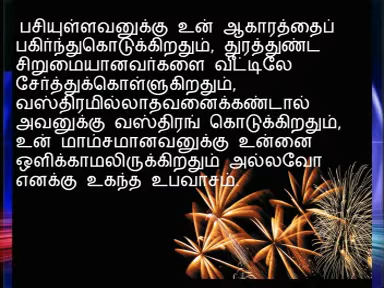 பசியுள்ளவனுக்கு உன் ஆகாரத்தைப்
பகிர்ந்துகொடுக்கிறதும், துரத்துண்ட
சிறுமையானவர்களை வீட்டிலே
சேர்த்துக்கொள்ளுகிறதும்,
வஸ்திரமில்லாதவனைக்கண்டால்
அவனுக்கு வஸ்திரங் கொடுக்கிறதும்,
உன் மாம்சமானவனுக்கு உன்னை
ஒளிக்காமலிருக்கிறதும் அல்லவோ
எனக்கு உகந்த உபவாசம்.